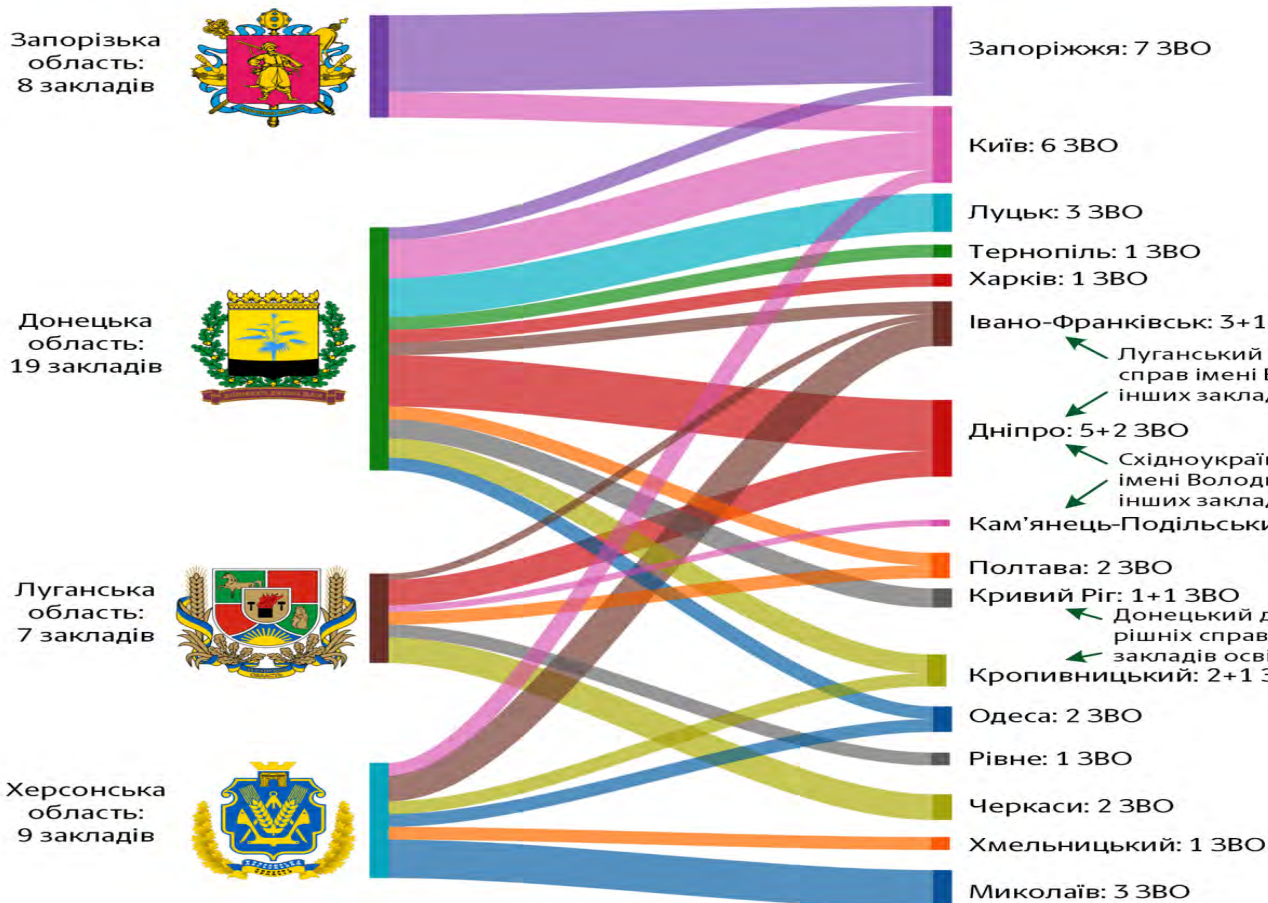 Запорізька
область:
8 закладів
Донецька
область:
19 закладів
Луганська
область:
7 закладів
Херсонська
область:
9 закладів
Запоріжжя: 7 ЗВО
Київ: 6 ЗВО
Луцьк: 3 ЗВО
Тернопіль: 1 ЗВО
Харків: 1 ЗВО
Івано-Франківськ: 3+1
Луганський
справ імені
інших заклад
Дніпро: 5+2 ЗВО
Східноукраїн
імені Володи
інших заклад
Кам’янець-Подільський
Полтава: 2 ЗВО
Кривий Ріг: 1+1 ЗВО
Донецький д
рішніх справ
закладів осві
Кропивницький: 2+1 З
Одеса: 2 ЗВО
Рівне: 1 ЗВО
Черкаси: 2 ЗВО
Хмельницький: 1 ЗВО
Миколаїв: 3 ЗВО